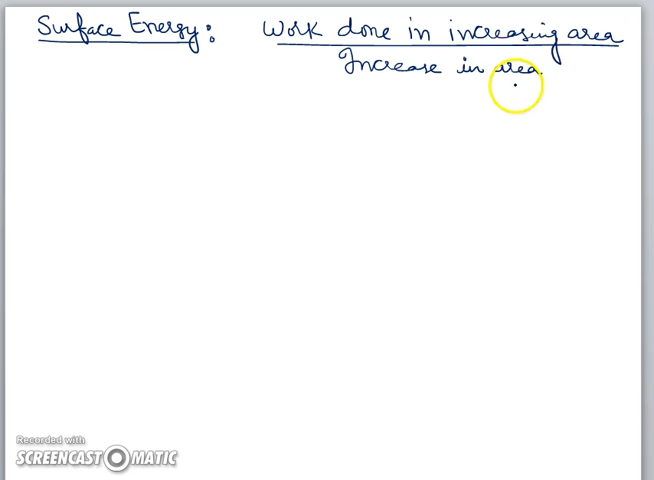 Surface Energy: Work done in increasing area
Increase in area.
Recorded with
SCREENCAST MATIC